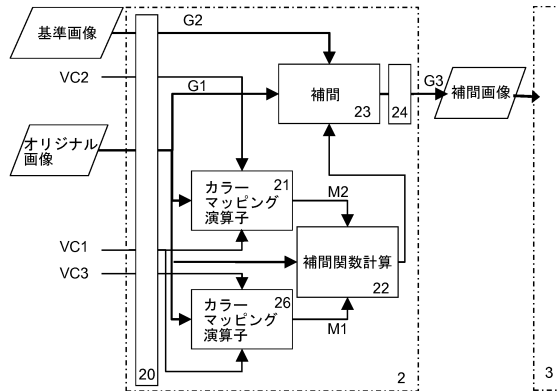 基準画像
G2
VC2
G1
補間
23
24
G3
補間画像
オリジナル
画像
カラー
マッピング
演算子
21
M2
VC1
VC3
補間関数計算
22
カラー
マッピング
演算子
26
M1
20
2
3